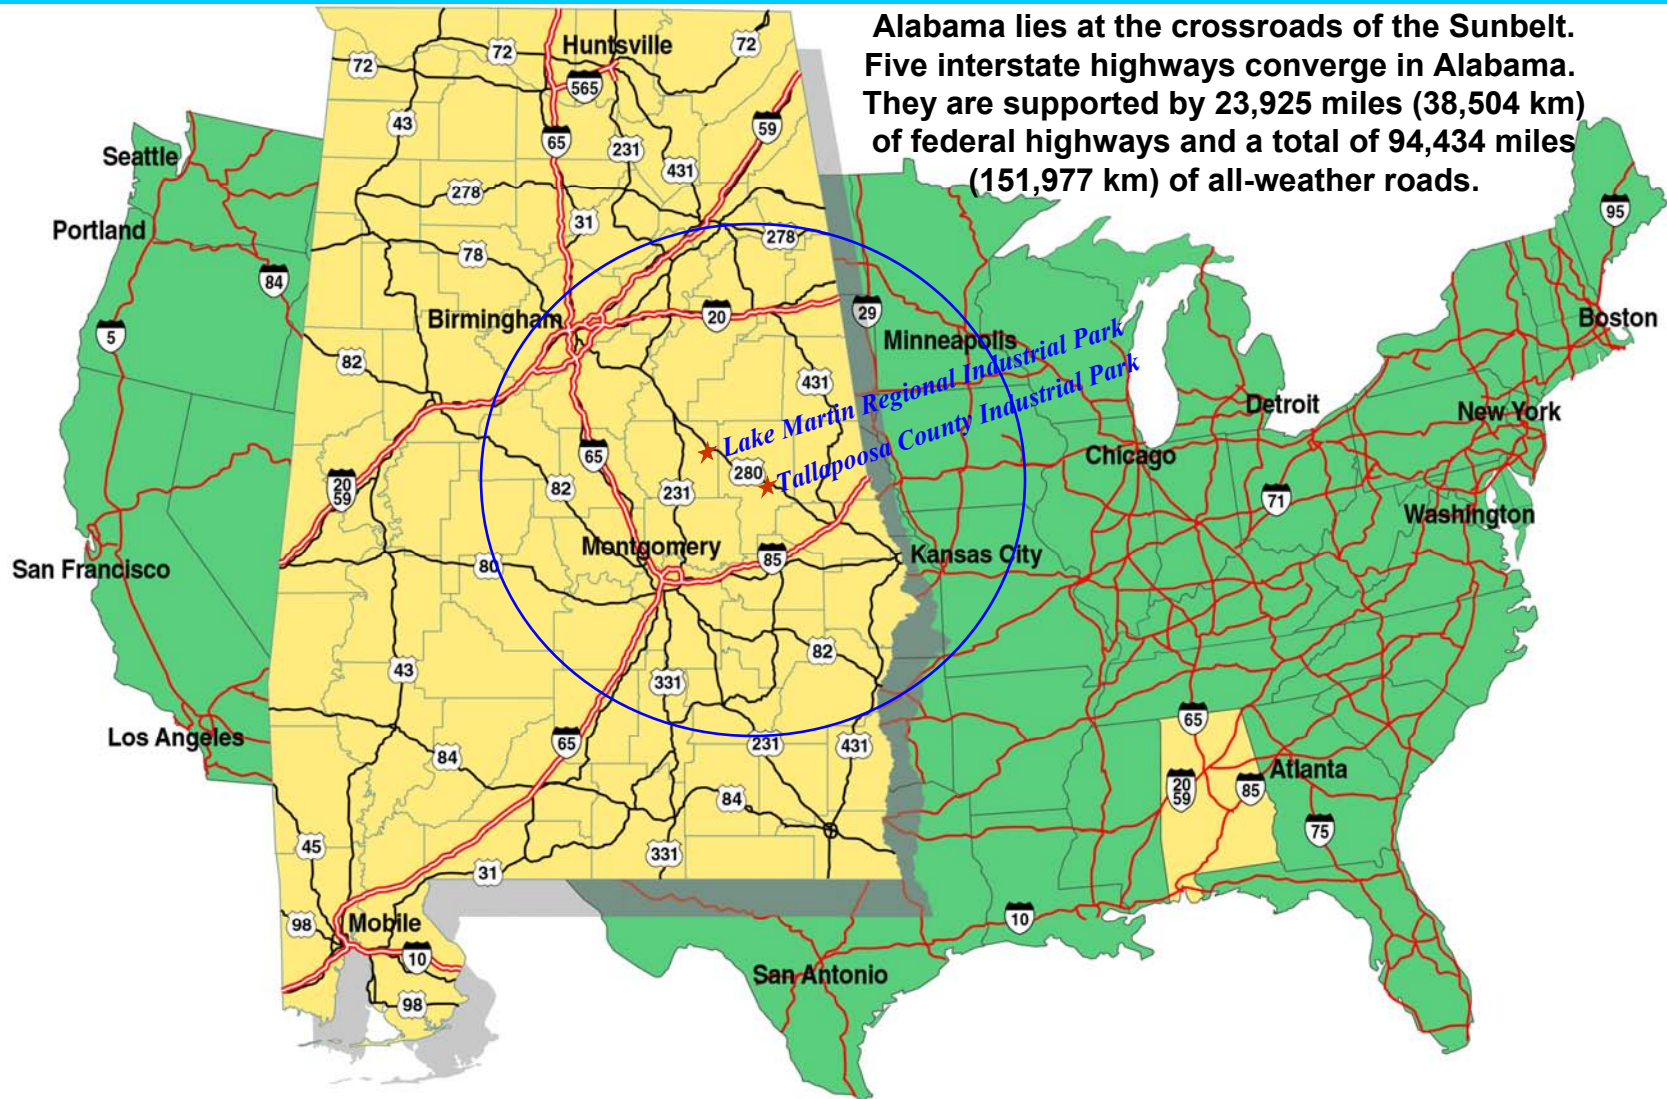 Alabama lies at the crossroads of the Sunbelt.
Five interstate highways converge in Alabama.
They are supported by 23,925 miles (38,504 km)
of federal highways and a total of 94,434 miles
(151,977 km) of all-weather roads.
Huntsville
72
72
72
565
43
65
59
231
431
Seattle
278
31
95
Portland
278
78
84
Birmingham
20
29
Boston
5
Minneapolis
Lake Martin Regional Industrial Park
82
431
Tallapoosa County Industrial Park
Detroit
New York
65
Chicago
280
20
59
82
231
71
Washington
Montgomery
85
Kansas City
San Francisco
80
82
43
331
65
Los Angeles
65
231
431
84
Atlanta
20
59
85
84
75
45
331
31
98
Mobile
10
10
San Antonio
98